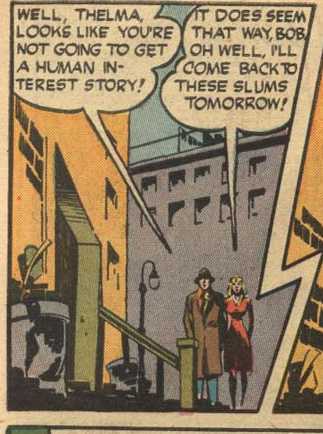 WELL, THELMA,
LOOKS LIKE YOU'RE
NOT GOING TO GET
A HUMAN IN-
TEREST STORY!
IT DOES SEEM
THAT WAY, BOB.
OH WELL, I'LL
COME BACK TO
THESE SLUMS
TOMORROW!